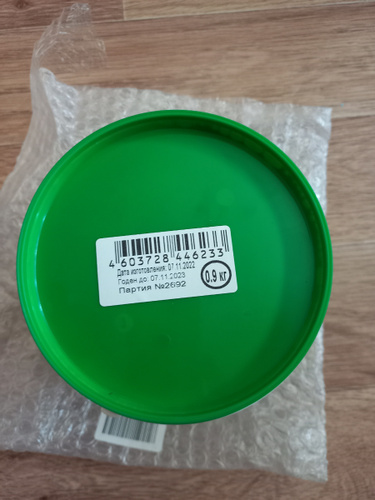 4 603728 446233
Дата изготовления: 07.11.2022
Годен до: 07.11.2023
Партия №2692
0.9 кг